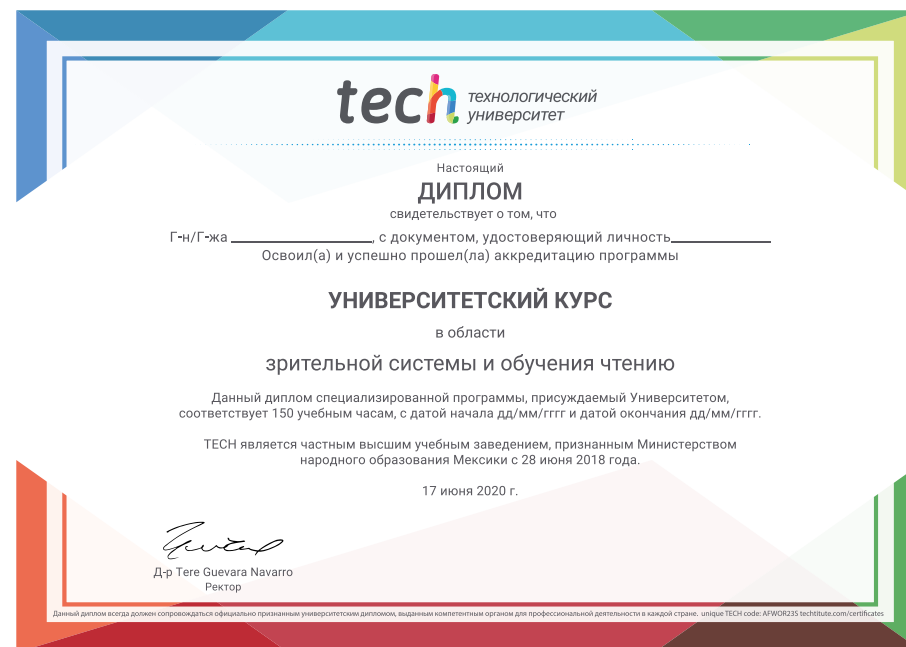 tech технологический
университет
Настоящий
ДИПЛОМ
свидетельствует о том, что
Г-н/Г-жа ____________________, с документом, удостоверяющий личность______________
Освоил(а) и успешно прошел(ла) аккредитацию программы
УНИВЕРСИТЕТСКИЙ КУРС
в области
зрительной системы и обучения чтению
Данный диплом специализированной программы, присуждаемый Университетом,
соответствует 150 учебным часам, с датой начала дд/мм/гггг и датой окончания дд/мм/гггг.
TECH является частным высшим учебным заведением, признанным Министерством
народного образования Мексики с 28 июня 2018 года.
17 июня 2020 г.
Д-р Tere Guevara Navarro
Ректор
Данный диплом всегда должен сопровождаться официально признанным университетским дипломом, выданным компетентным органом для профессиональной деятельности в каждой стране. unique TECH code: AFWOR23S techtitute.com/certificates